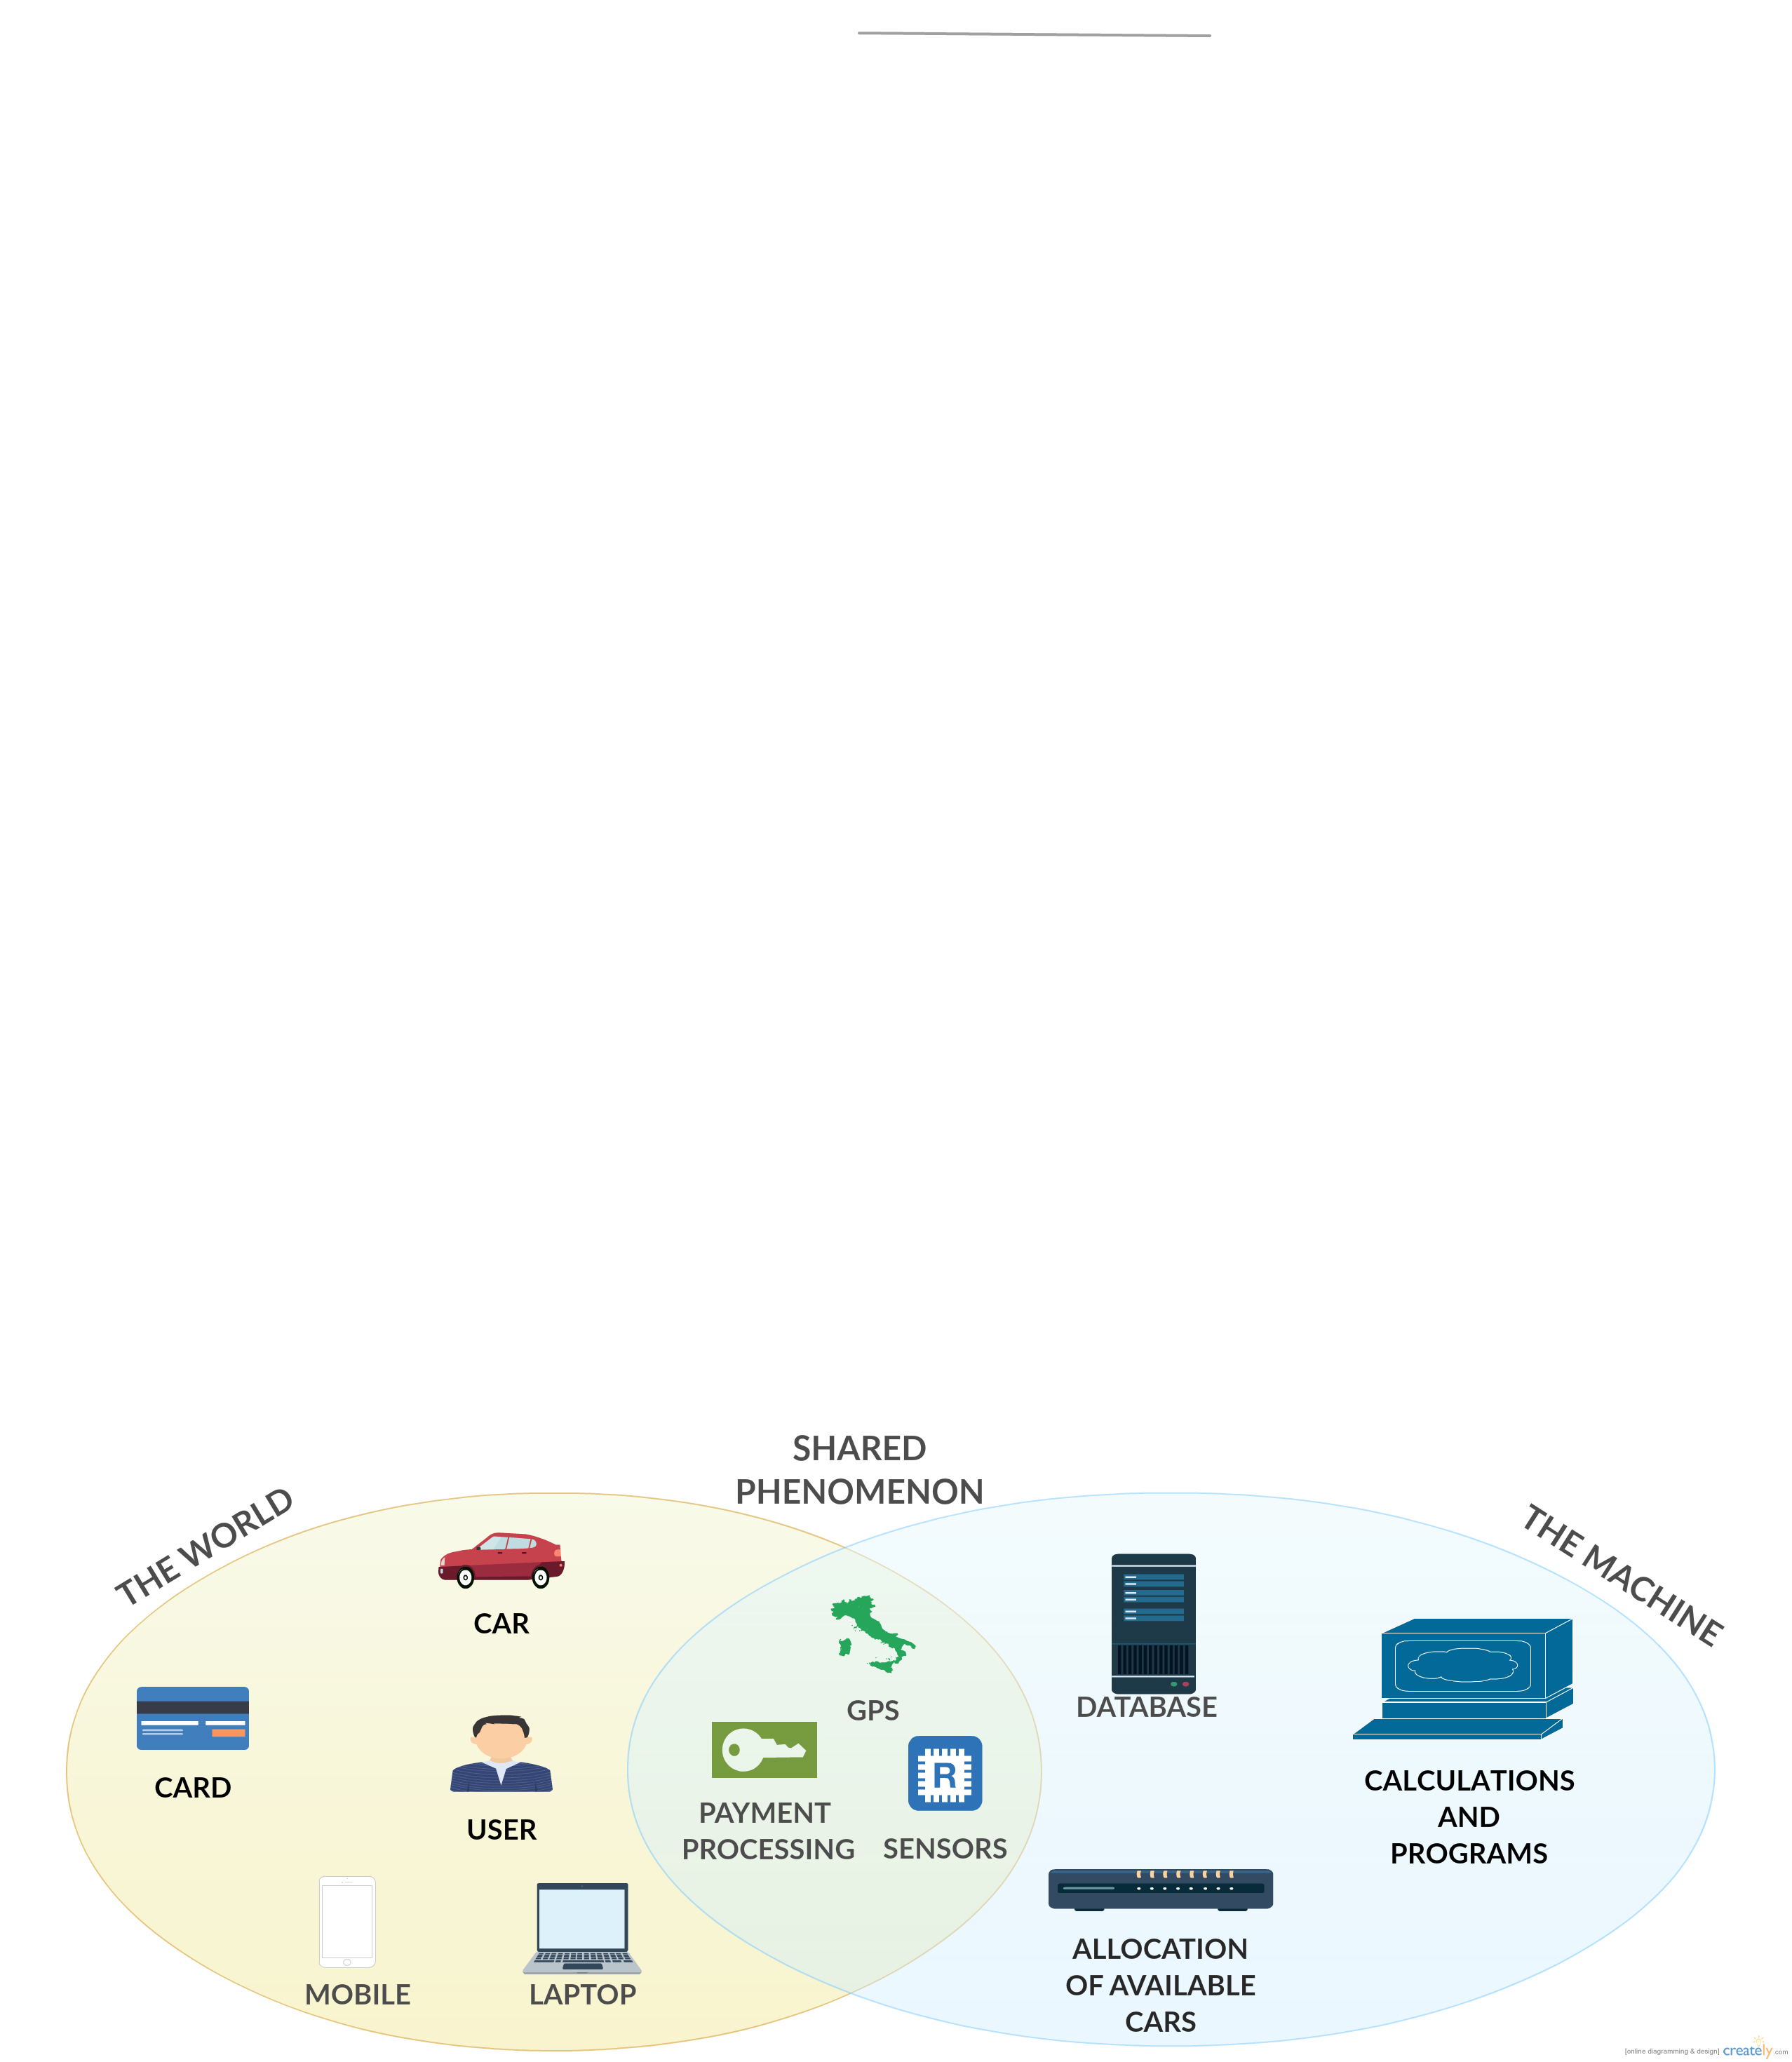 SHARED
PHENOMENON
THE WORLD
THE MACHINE
CAR
GPS
DATABASE
CARD
USER
PAYMENT
PROCESSING
R
SENSORS
CALCULATIONS
AND
PROGRAMS
MOBILE
LAPTOP
ALLOCATION
OF AVAILABLE
CARS
[online diagramming & design] creately.com